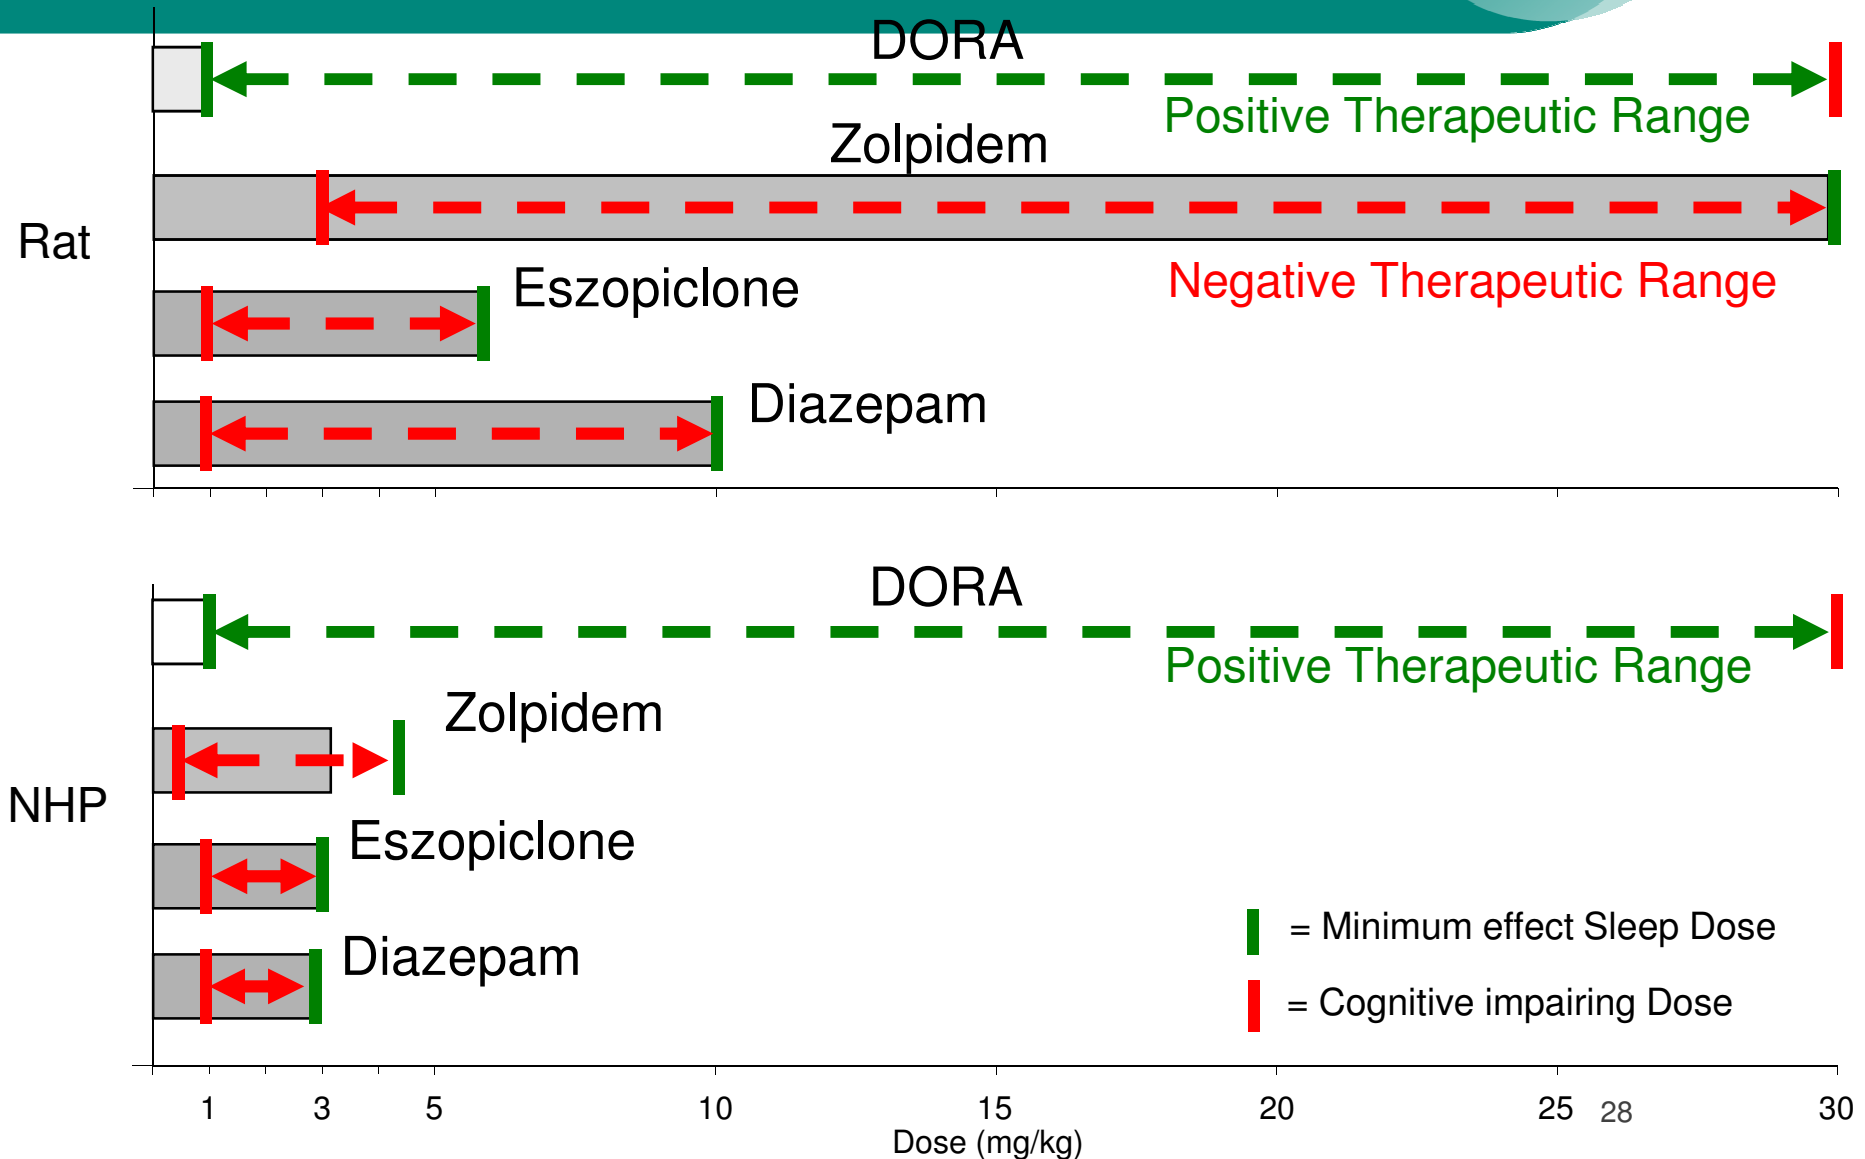 DORA
Positive Therapeutic Range
Zolpidem
Rat
Negative Therapeutic Range
Eszopiclone
Diazepam
DORA
Positive Therapeutic Range
Zolpidem
NHP
Eszopiclone
= Minimum effect Sleep Dose
Diazepam
= Cognitive impairing Dose
1 3 5 10 15 20 25 28 30
Dose (mg/kg)